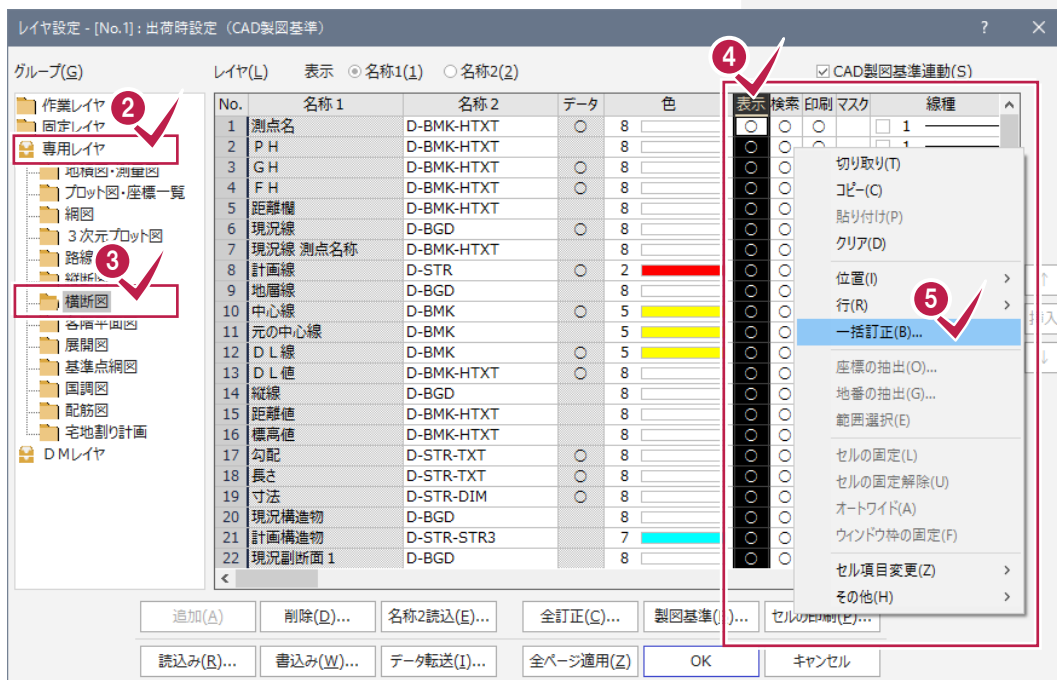 レイヤ設定 - [No.1] : 出荷時設定（CAD製図基準）
グループ(G)
レイヤ(L) 表示 名称1(1) 名称2(2)
CAD製図基準連動(S)
作業レイヤ
固定レイヤ
専用レイヤ
地積図・測量図
プロット図・座標一覧
網図
３次元プロット図
路線
縦断図
横断図
各階平面図
展開図
基準点網図
国調図
配筋図
宅地割り計画
ＤＭレイヤ
2
3
4
5
No. 名称１ 名称２ データ 色 表示 検索 印刷 マスク 線種
1 測点名 D-BMK-HTXT ○ 8 ○ ○ ○ 1
2 ＰＨ D-BMK-HTXT 8 ○ ○ ○ 1
3 ＧＨ D-BMK-HTXT ○ 8 ○ ○
4 ＦＨ D-BMK-HTXT ○ 8 ○ ○
5 距離欄 D-BMK-HTXT 8 ○ ○
6 現況線 D-BGD ○ 8 ○ ○
7 現況線 測点名称 D-BMK-HTXT 8 ○ ○
8 計画線 D-STR ○ 2 ○ ○
9 地層線 D-BGD 8 ○ ○
10 中心線 D-BMK ○ 5 ○ ○
11 元の中心線 D-BMK 5 ○ ○
12 ＤＬ線 D-BMK ○ 5 ○ ○
13 ＤＬ値 D-BMK-HTXT ○ 8 ○ ○
14 縦線 D-BGD 8 ○ ○
15 距離値 D-BMK-HTXT 8 ○ ○
16 標高値 D-BMK-HTXT 8 ○ ○
17 勾配 D-STR-TXT ○ 8 ○ ○
18 長さ D-STR-TXT ○ 8 ○ ○
19 寸法 D-STR-DIM ○ 8 ○ ○
20 現況構造物 D-BGD 8 ○ ○
21 計画構造物 D-STR-STR3 7 ○ ○
22 現況副断面１ D-BGD 8 ○ ○
切り取り(T)
コピー(C)
貼り付け(P)
クリア(D)
位置(I)
行(R)
一括訂正(B)...
座標の抽出(O)...
地番の抽出(G)...
範囲選択(E)
セルの固定(L)
セルの固定解除(U)
オートワイド(A)
ウィンドウ枠の固定(F)
セル項目変更(Z)
その他(H)
挿入
追加(A) 削除(D)... 名称2読込(E)... 全訂正(C)... 製図基準( )... セルの印刷(P)...
読込み(R)... 書込み(W)... データ転送(I)... 全ページ適用(Z) OK キャンセル